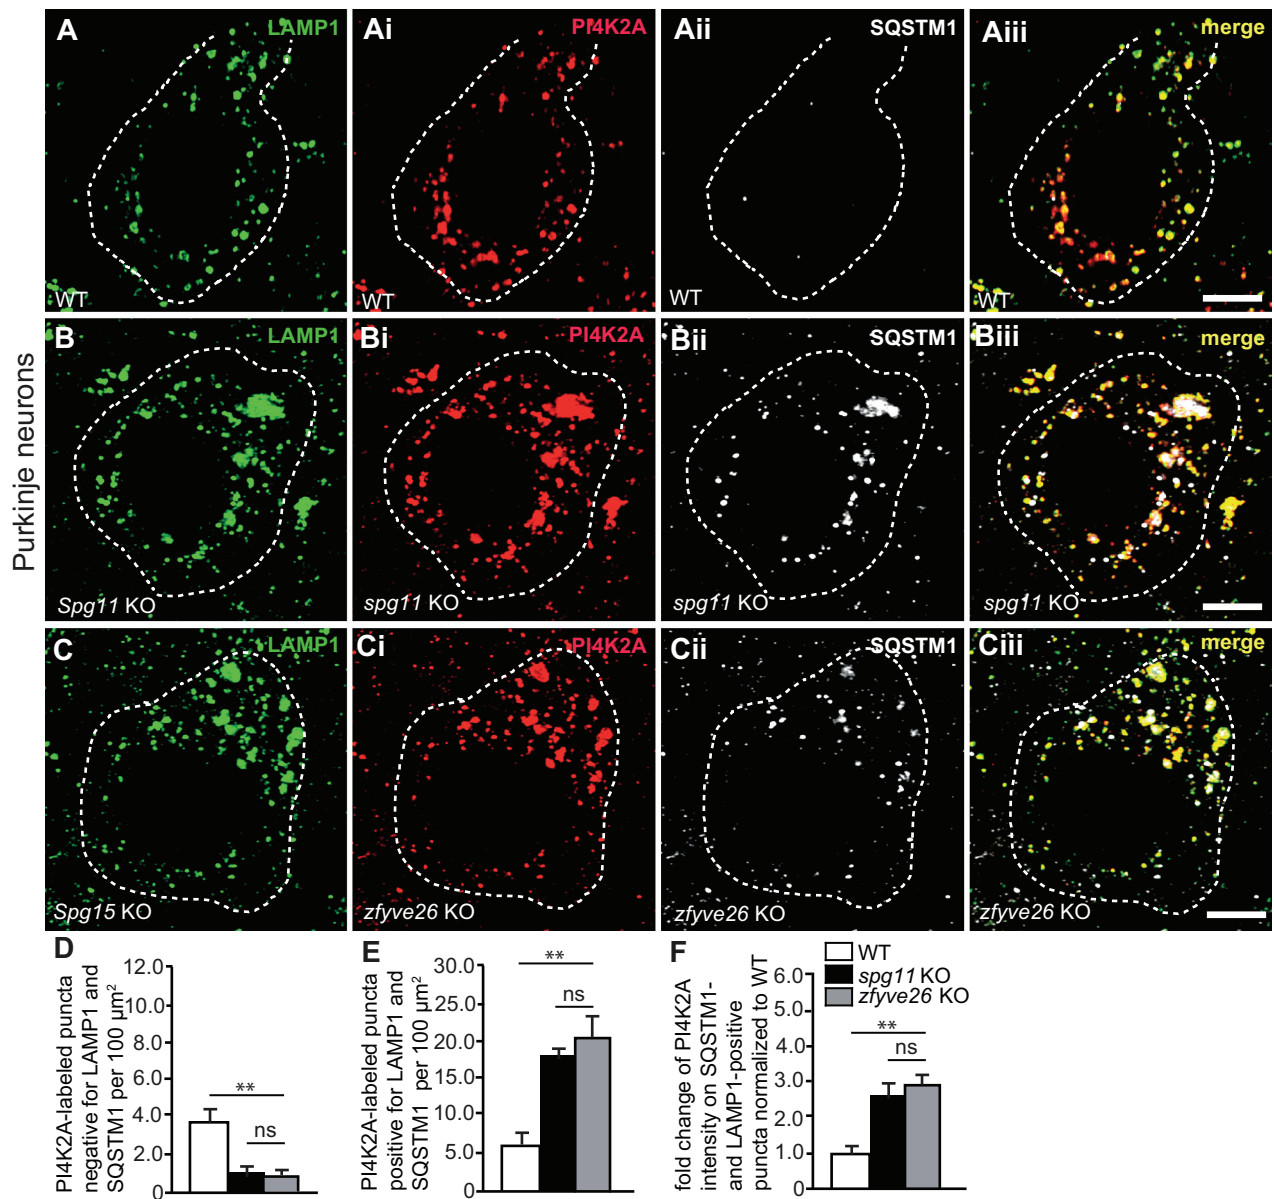 A LAMP1
Ai PI4K2A
Aii SQSTM1
Aiii merge
WT
WT
WT
WT
B LAMP1
Bi PI4K2A
Bii SQSTM1
Biii merge
Spg11 KO
spg11 KO
spg11 KO
spg11 KO
C LAMP1
Ci PI4K2A
Cii SQSTM1
Ciii merge
Spg15 KO
zfyve26 KO
zfyve26 KO
zfyve26 KO
Purkinje neurons
D
PI4K2A-labeled puncta
negative for LAMP1 and
SQSTM1 per 100 µm²
12.0
10.0
8.0
6.0
4.0
2.0
0
**
ns
E
PI4K2A-labeled puncta
positive for LAMP1 and
SQSTM1 per 100 µm²
30.0
25.0
20.0
15.0
10.0
5.0
0
**
ns
F
fold change of PI4K2A
intensity on SQSTM1-
and LAMP1-positive
puncta normalized to WT
6.0
5.0
4.0
3.0
2.0
1.0
0
WT
spg11 KO
zfyve26 KO
**
ns